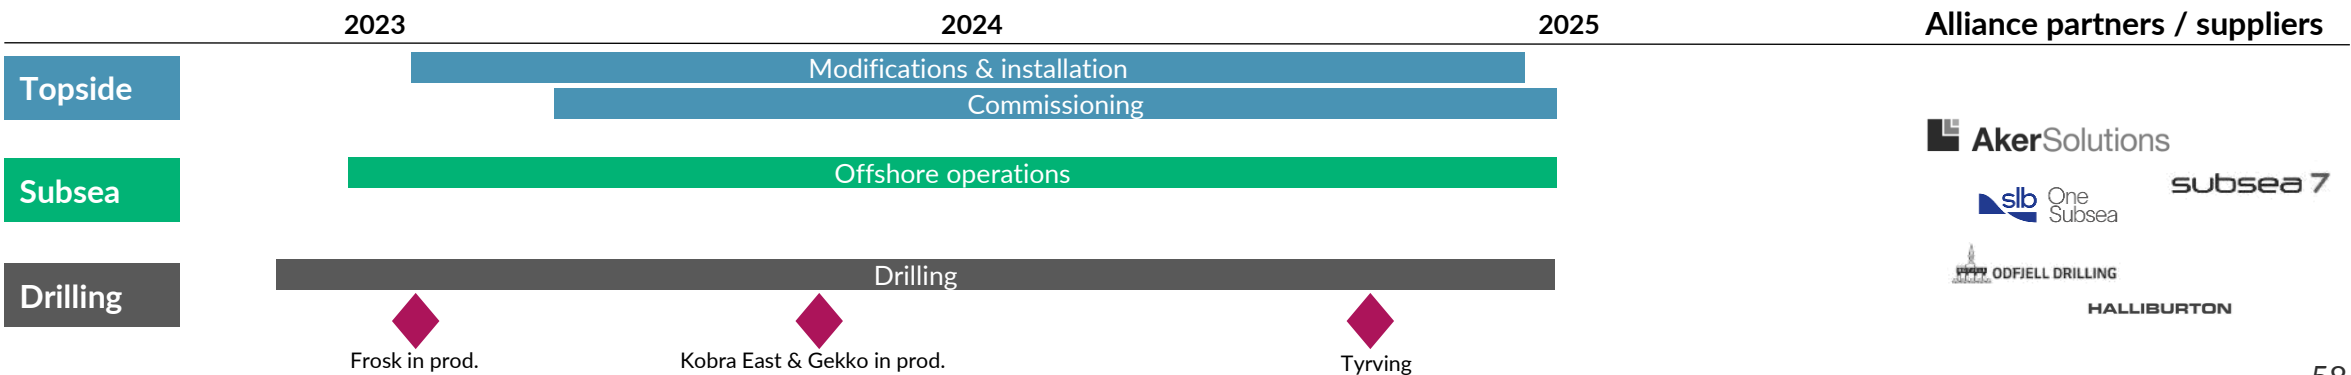 2023 2024 2025 Alliance partners / suppliers
Topside
Modifications & installation
Commissioning
AkerSolutions
Subsea
Offshore operations
subsea 7
slb One
Subsea
Drilling
Drilling
ODFJELL DRILLING
HALLIBURTON
Frosk in prod.
Kobra East & Gekko in prod.
Tyrving